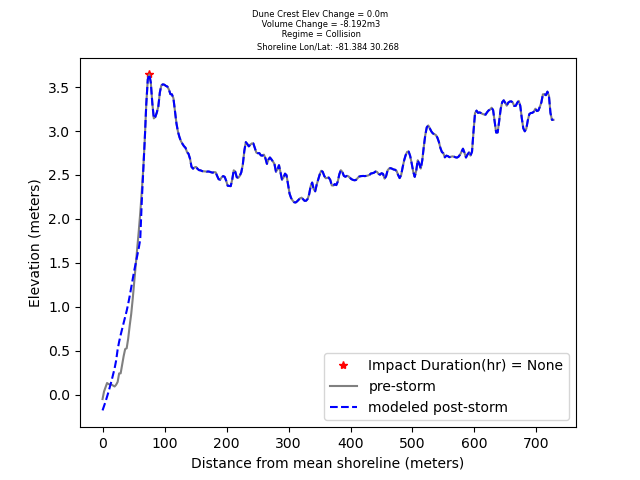 Dune Crest Elev Change = 0.0m
Volume Change = -8.192m3
Regime = Collision
Shoreline Lon/Lat: -81.384 30.268
3.5
3.0
2.5
2.0
1.5
1.0
0.5
0.0
Elevation (meters)
Impact Duration(hr) = None
pre-storm
modeled post-storm
0 100 200 300 400 500 600 700
Distance from mean shoreline (meters)